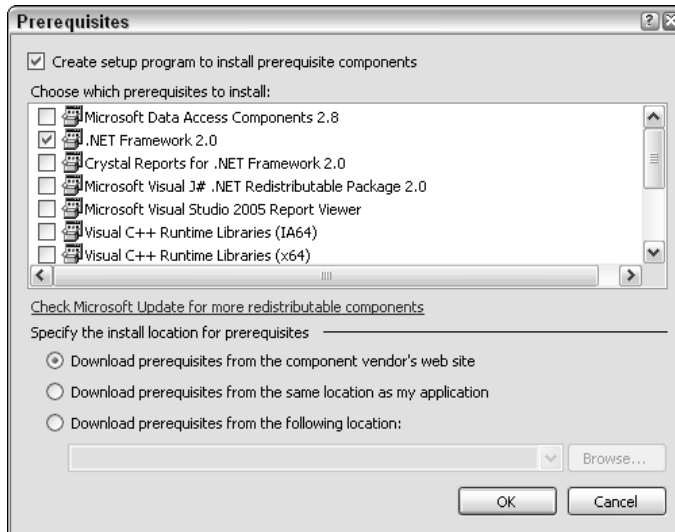 Prerequisites
Create setup program to install prerequisite components
Choose which prerequisites to install:
Microsoft Data Access Components 2.8
.NET Framework 2.0
Crystal Reports for .NET Framework 2.0
Microsoft Visual J# .NET Redistributable Package 2.0
Microsoft Visual Studio 2005 Report Viewer
Visual C++ Runtime Libraries (IA64)
Visual C++ Runtime Libraries (x64)
Check Microsoft Update for more redistributable components
Specify the install location for prerequisites
Download prerequisites from the component vendor's web site
Download prerequisites from the same location as my application
Download prerequisites from the following location:
Browse...
OK Cancel